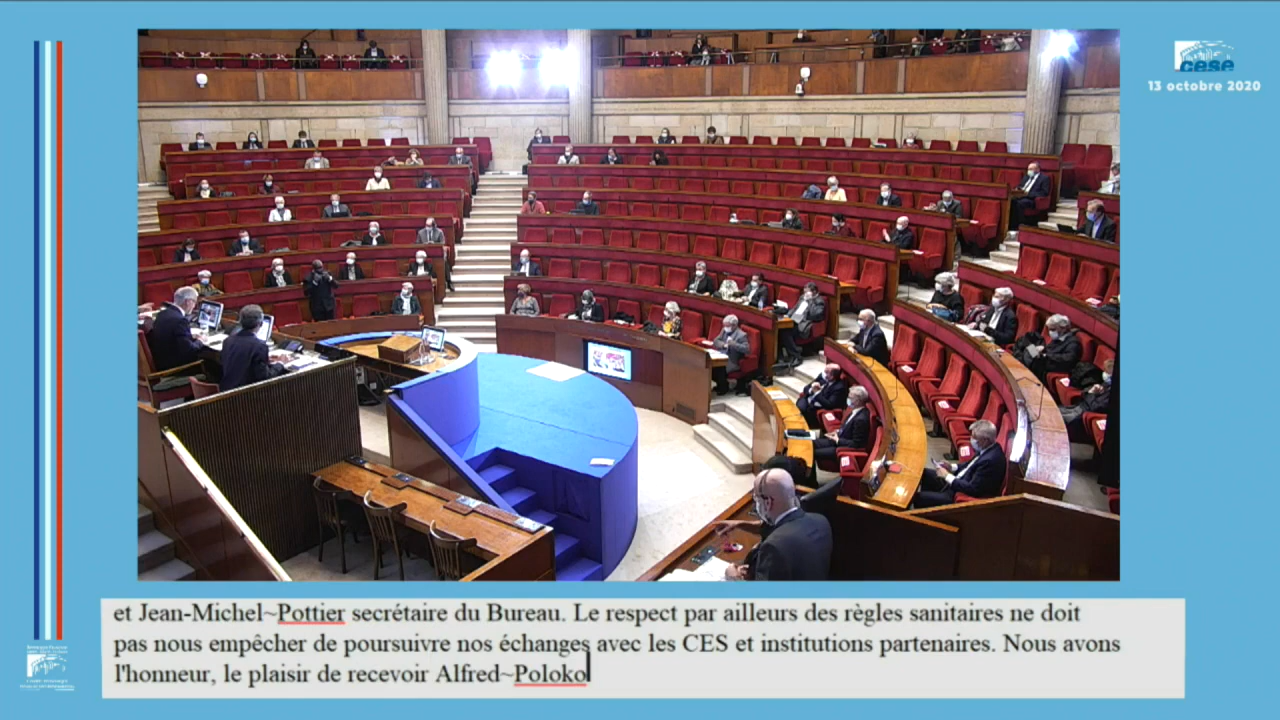 cese
13 octobre 2020
et Jean-Michel~Pottier secrétaire du Bureau. Le respect par ailleurs des règles sanitaires ne doit
pas nous empêcher de poursuivre nos échanges avec les CES et institutions partenaires. Nous avons
l'honneur, le plaisir de recevoir Alfred~Poloko